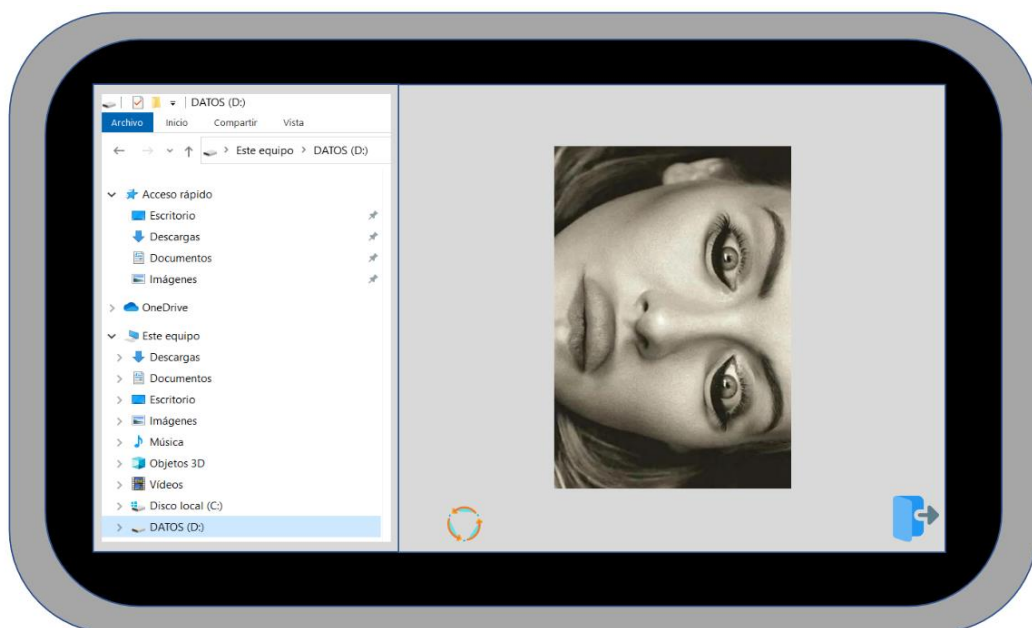 DATOS (D:)
Archivo Inicio Compartir Vista
Este equipo > DATOS (D:)
Acceso rápido
Escritorio
Descargas
Documentos
Imágenes
OneDrive
Este equipo
Descargas
Documentos
Escritorio
Imágenes
Música
Objetos 3D
Vídeos
Disco local (C:)
DATOS (D:)